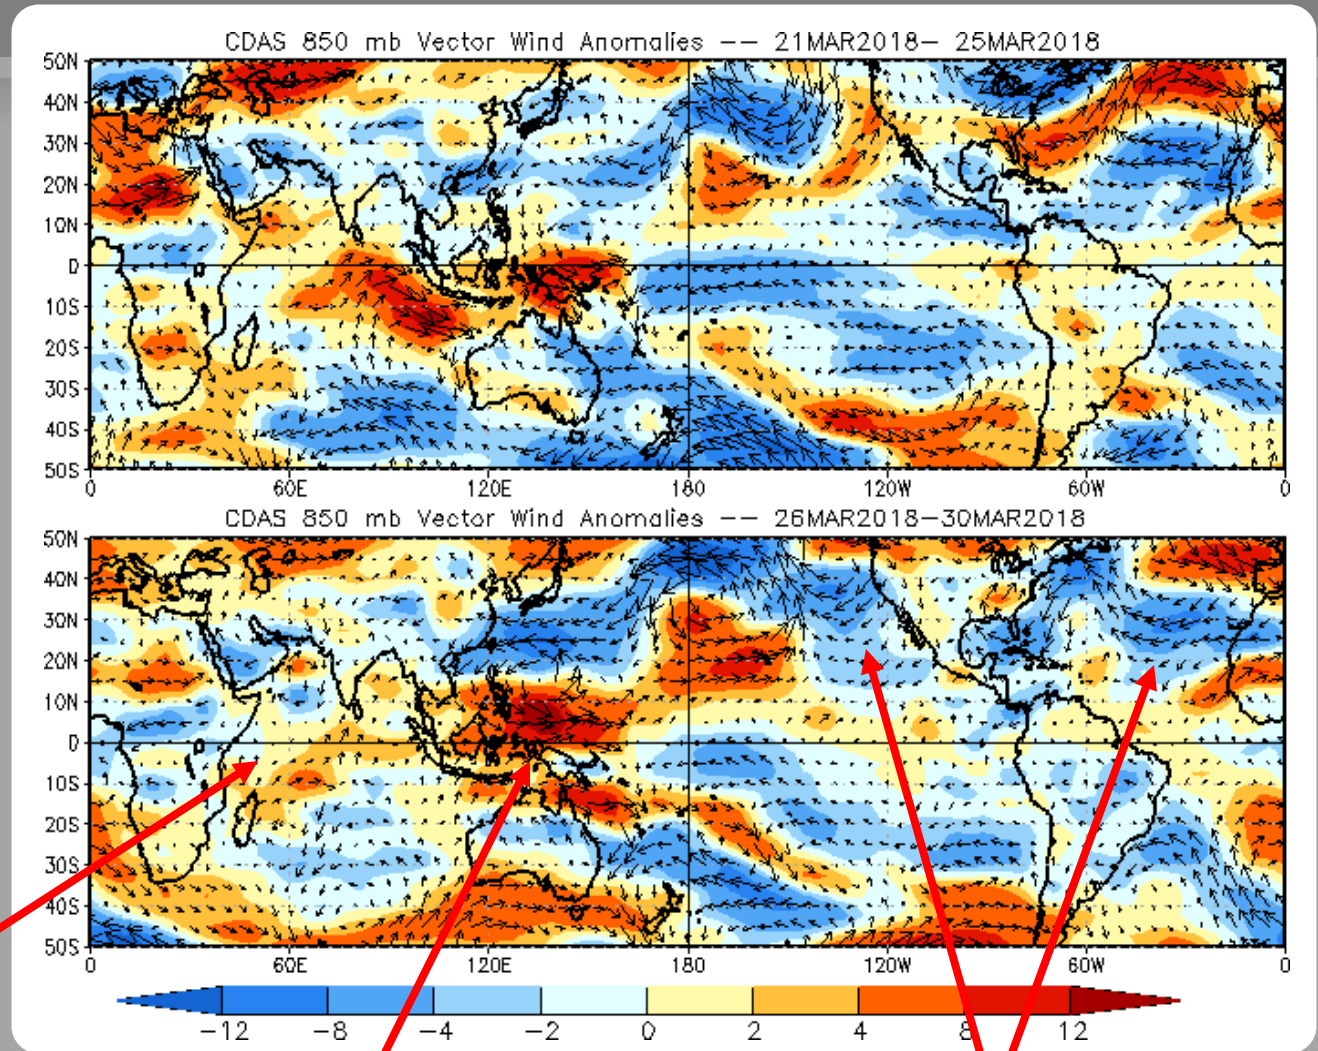 CDAS 850 mb Vector Wind Anomalies -- 21MAR2018- 25MAR2018
50N
40N
30N
20N
10N
0
10S
20S
30S
40S
50S
0 60E 120E 180 120W 60W 0
CDAS 850 mb Vector Wind Anomalies -- 26MAR2018-30MAR2018
50N
40N
30N
20N
10N
0
10S
20S
30S
40S
50S
0 60E 120E 180 120W 60W 0
-12 -8 -4 -2 0 2 4 8 12